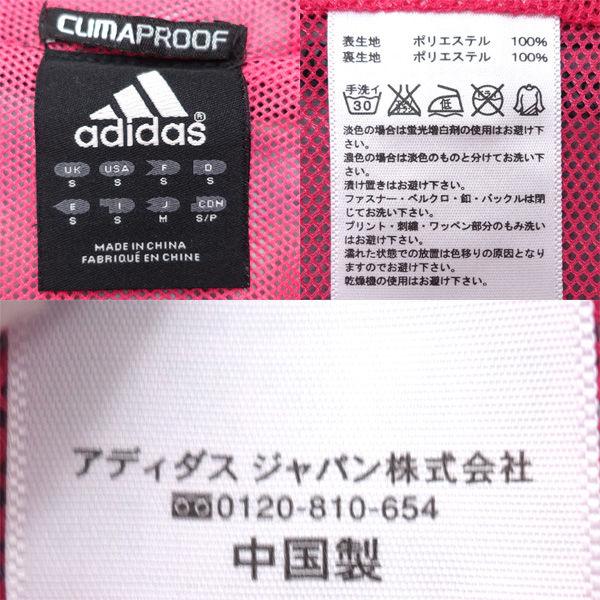 CLIMAPROOF
adidas®
UK USA F D
S S S S
E I J CDN
S S M S/P
MADE IN CHINA
FABRIQUÉ EN CHINE
表生地 ポリエステル 100%
裏生地 ポリエステル 100%
手洗イ
30 低 ドライ
淡色の場合は蛍光増白剤の使用はお避け下
さい。
濃色の場合は淡色のものと分けてお洗い下
さい。
漬け置きはお避け下さい。
ファスナー・ベルクロ・釦・バックルは閉
じてお洗い下さい。
プリント・刺繍・ワッペン部分のもみ洗い
はお避け下さい。
濡れた状態での放置は色移りの原因となり
ますのでお避け下さい。
乾燥機の使用はお避け下さい。
アディダス ジャパン株式会社
0120-810-654
中国製